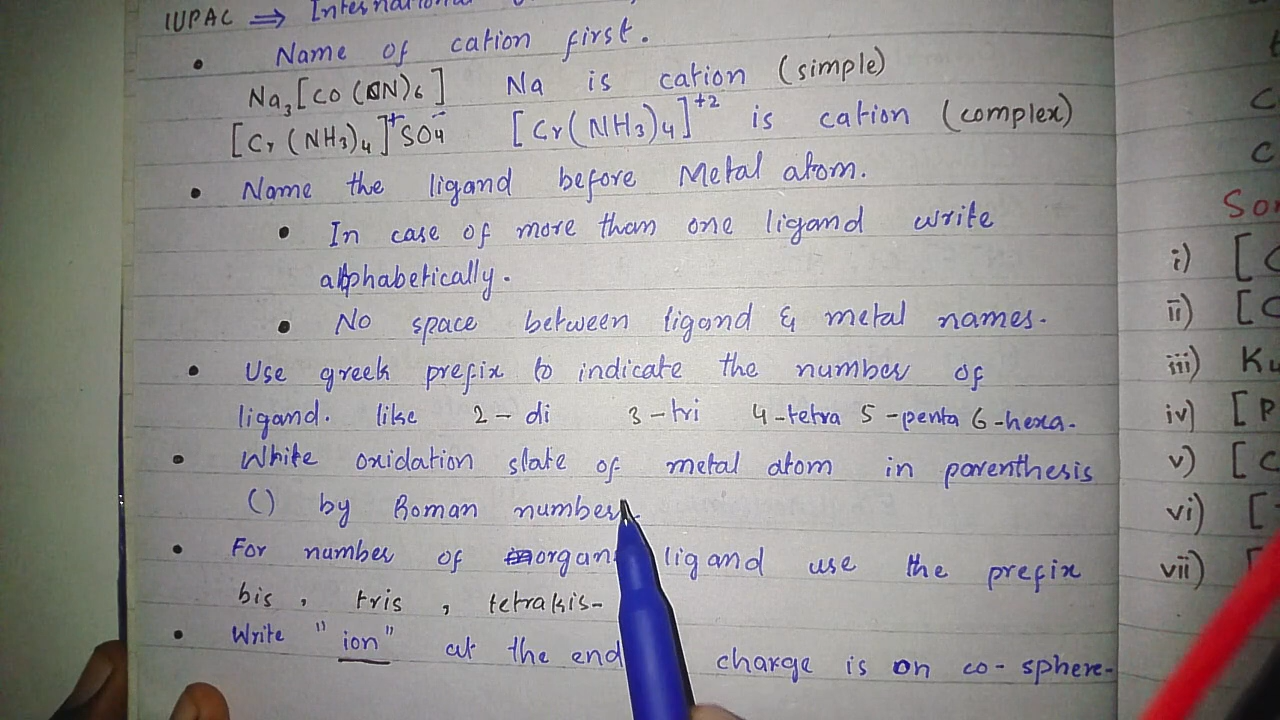 IUPAC ⇒ International
• Name of cation first.
Na₃[CO (CN)₆] Na is cation (simple)
[Cr (NH₃)₄]⁺SO₄⁻ [Cr(NH₃)₄]⁺² is cation (complex)
• Name the ligand before Metal atom.
• In case of more than one ligand write
alphabetically.
• No space between ligand & metal names.
• Use greek prefix to indicate the number of
ligand. like 2 - di 3 - tri 4 - tetra 5 - penta 6 - hexa.
• Write oxidation state of metal atom in parenthesis
() by Roman number.
• For number of organ ligand use the prefix
bis, tris, tetrakis-
• Write "ion" at the end charge is on co-sphere.
C
C
So
i) [C
ii) [C
iii) Ku
iv) [P
v) [C
vi) [
vii) [